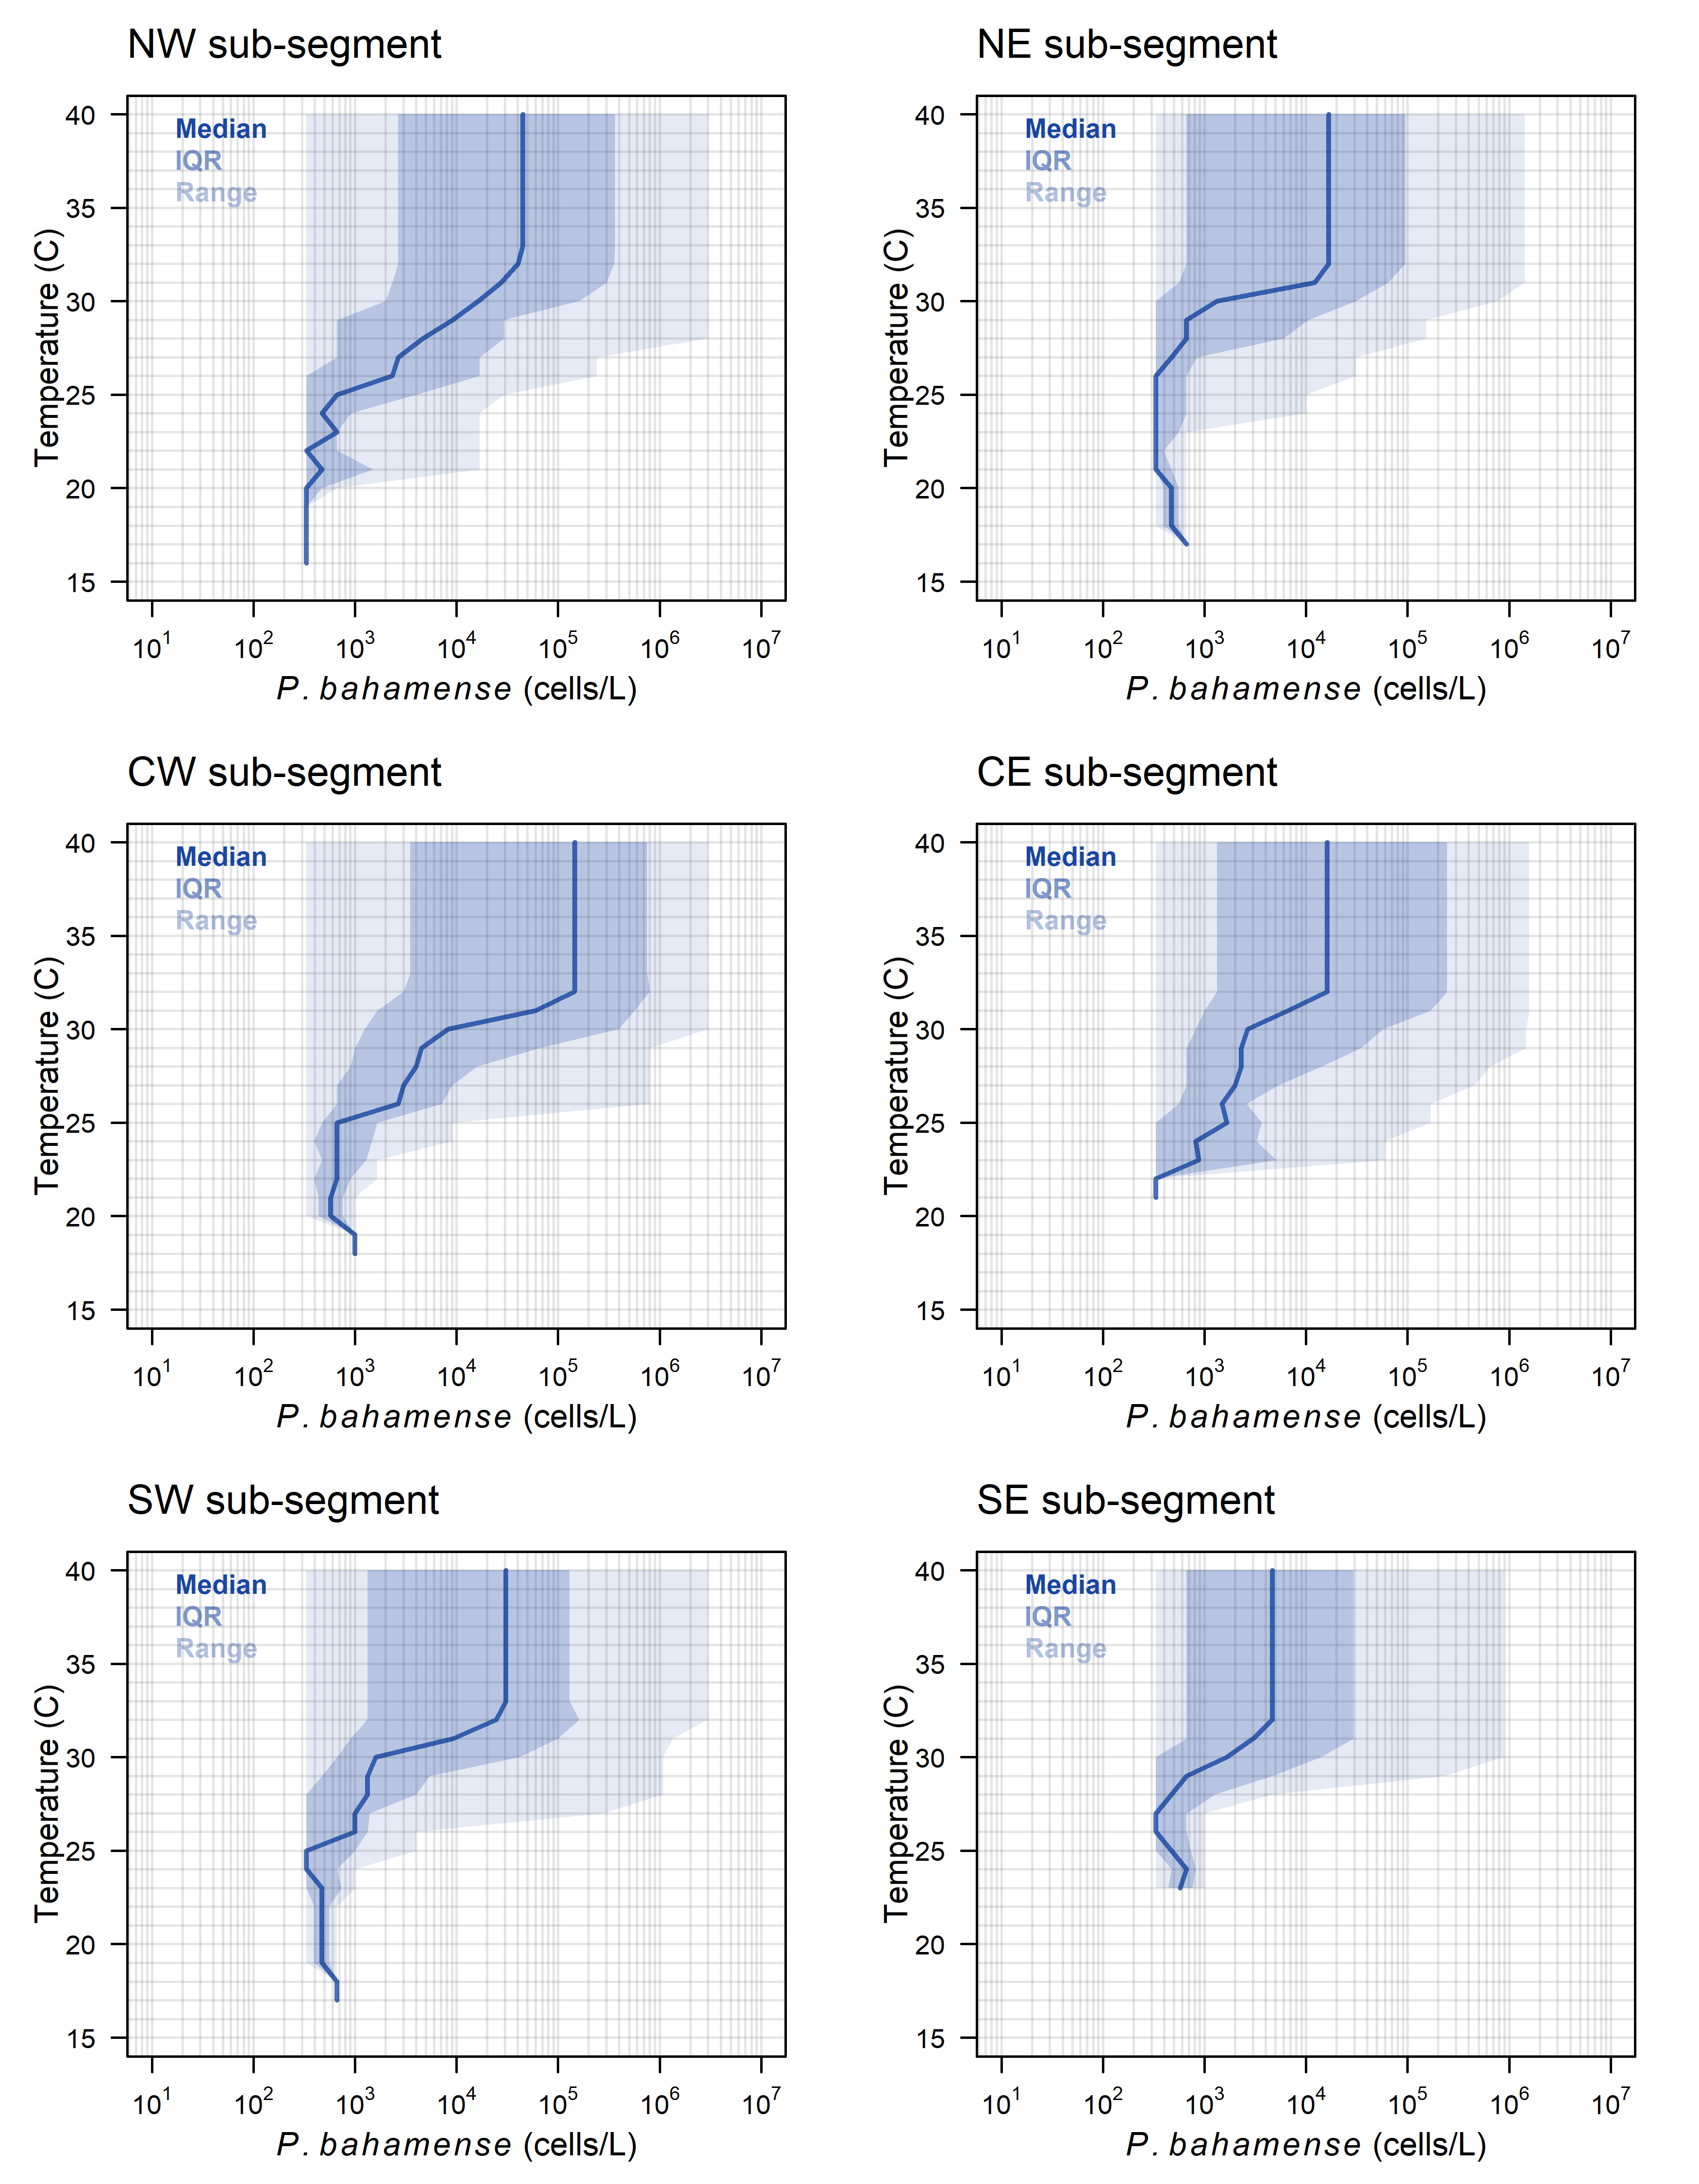 NW sub-segment
Median
IQR
Range
40
35
30
25
20
15
Temperature (C)
10¹ 10² 10³ 10⁴ 10⁵ 10⁶ 10⁷
P. bahamense (cells/L)
NE sub-segment
Median
IQR
Range
40
35
30
25
20
15
Temperature (C)
10¹ 10² 10³ 10⁴ 10⁵ 10⁶ 10⁷
P. bahamense (cells/L)
CW sub-segment
Median
IQR
Range
40
35
30
25
20
15
Temperature (C)
10¹ 10² 10³ 10⁴ 10⁵ 10⁶ 10⁷
P. bahamense (cells/L)
CE sub-segment
Median
IQR
Range
40
35
30
25
20
15
Temperature (C)
10¹ 10² 10³ 10⁴ 10⁵ 10⁶ 10⁷
P. bahamense (cells/L)
SW sub-segment
Median
IQR
Range
40
35
30
25
20
15
Temperature (C)
10¹ 10² 10³ 10⁴ 10⁵ 10⁶ 10⁷
P. bahamense (cells/L)
SE sub-segment
Median
IQR
Range
40
35
30
25
20
15
Temperature (C)
10¹ 10² 10³ 10⁴ 10⁵ 10⁶ 10⁷
P. bahamense (cells/L)